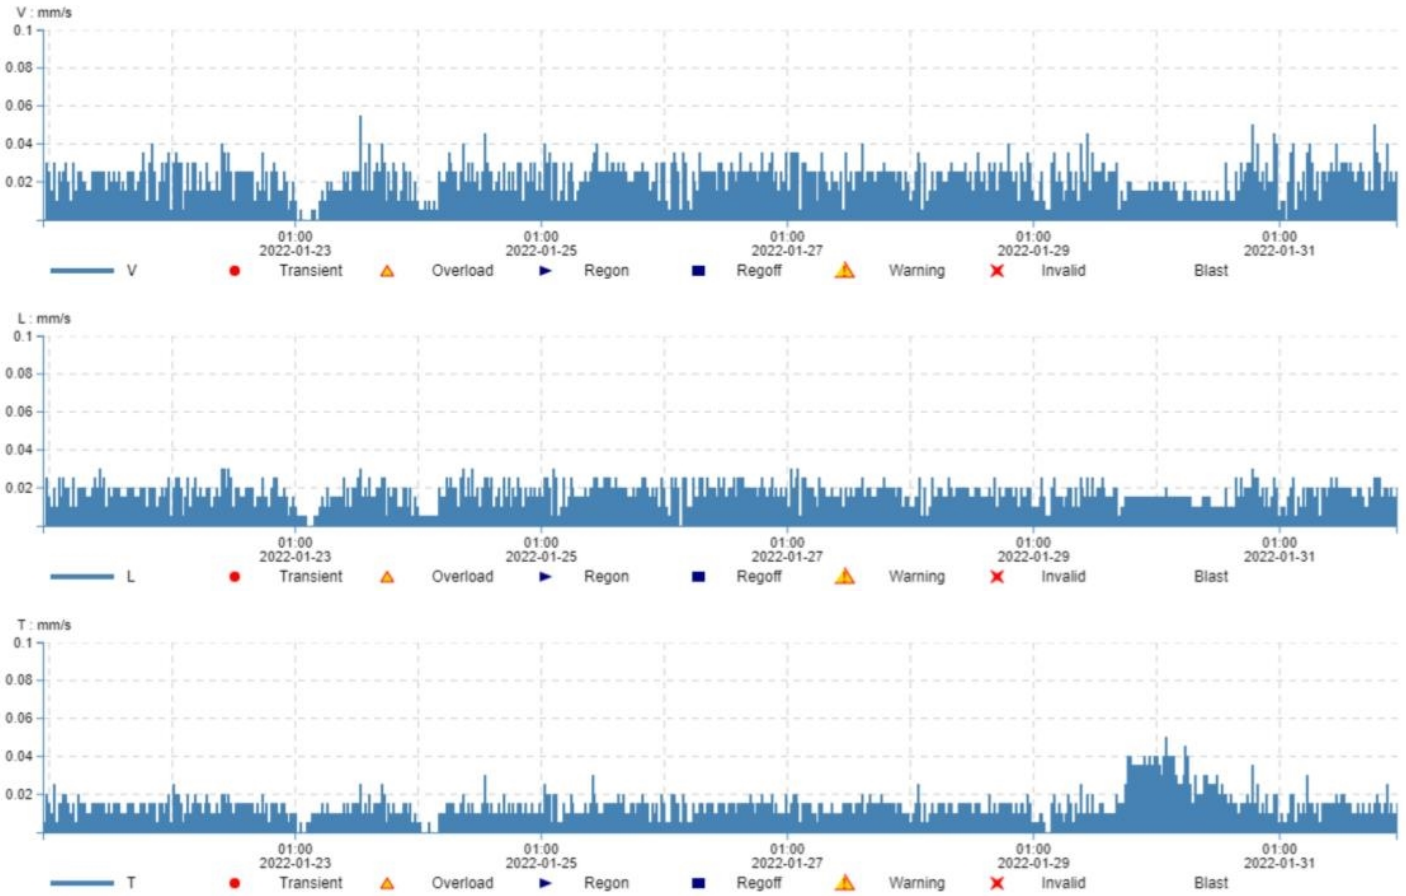 V : mm/s
0.1
0.08
0.06
0.04
0.02
01:00 01:00 01:00 01:00 01:00
2022-01-23 2022-01-25 2022-01-27 2022-01-29 2022-01-31
V Transient Overload Regon Regoff Warning Invalid Blast
L : mm/s
0.1
0.08
0.06
0.04
0.02
01:00 01:00 01:00 01:00 01:00
2022-01-23 2022-01-25 2022-01-27 2022-01-29 2022-01-31
L Transient Overload Regon Regoff Warning Invalid Blast
T : mm/s
0.1
0.08
0.06
0.04
0.02
01:00 01:00 01:00 01:00 01:00
2022-01-23 2022-01-25 2022-01-27 2022-01-29 2022-01-31
T Transient Overload Regon Regoff Warning Invalid Blast